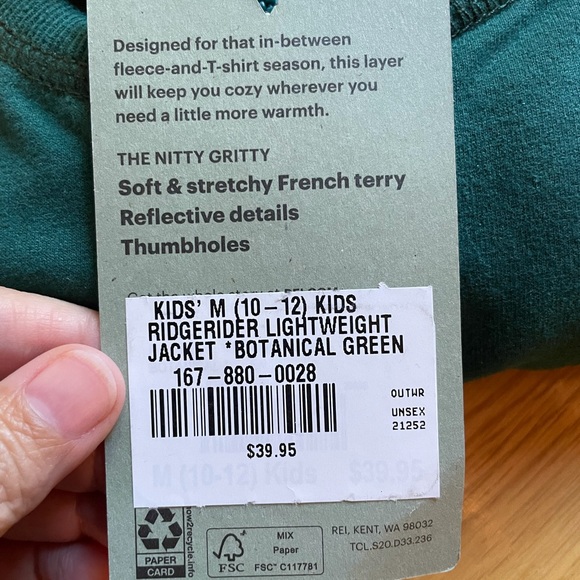 Designed for that in-between
fleece-and-T-shirt season, this layer
will keep you cozy wherever you
need a little more warmth.
THE NITTY GRITTY
Soft & stretchy French terry
Reflective details
Thumbholes
KIDS' M (10-12) KIDS
RIDGERIDER LIGHTWEIGHT
JACKET *BOTANICAL GREEN
167-880-0028
OUTWR
UNSEX
21252
$39.95
M (10-12) Kids $39.95
PAPER
CARD
how2recycle.info
FSC
MIX
Paper
FSC™ C117781
REI, KENT, WA 98032
TCL.S20.D33.236